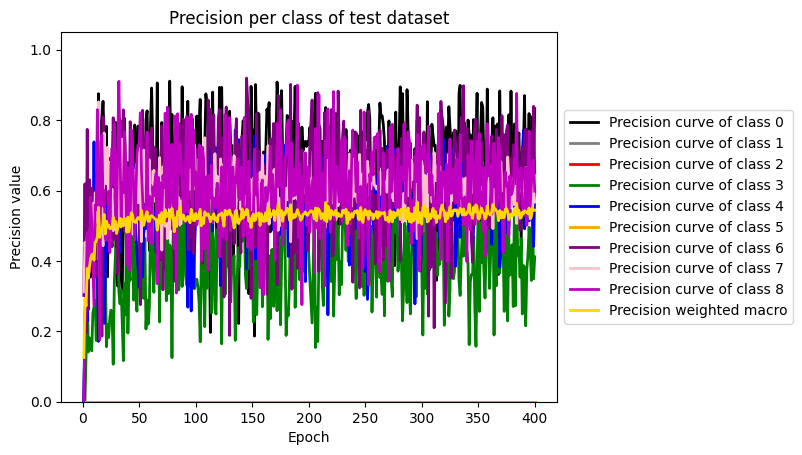 Precision per class of test dataset
Precision value
1.0
0.8
0.6
0.4
0.2
0.0
0
50
100
150
200
250
300
350
400
Epoch
Precision curve of class 0
Precision curve of class 1
Precision curve of class 2
Precision curve of class 3
Precision curve of class 4
Precision curve of class 5
Precision curve of class 6
Precision curve of class 7
Precision curve of class 8
Precision weighted macro